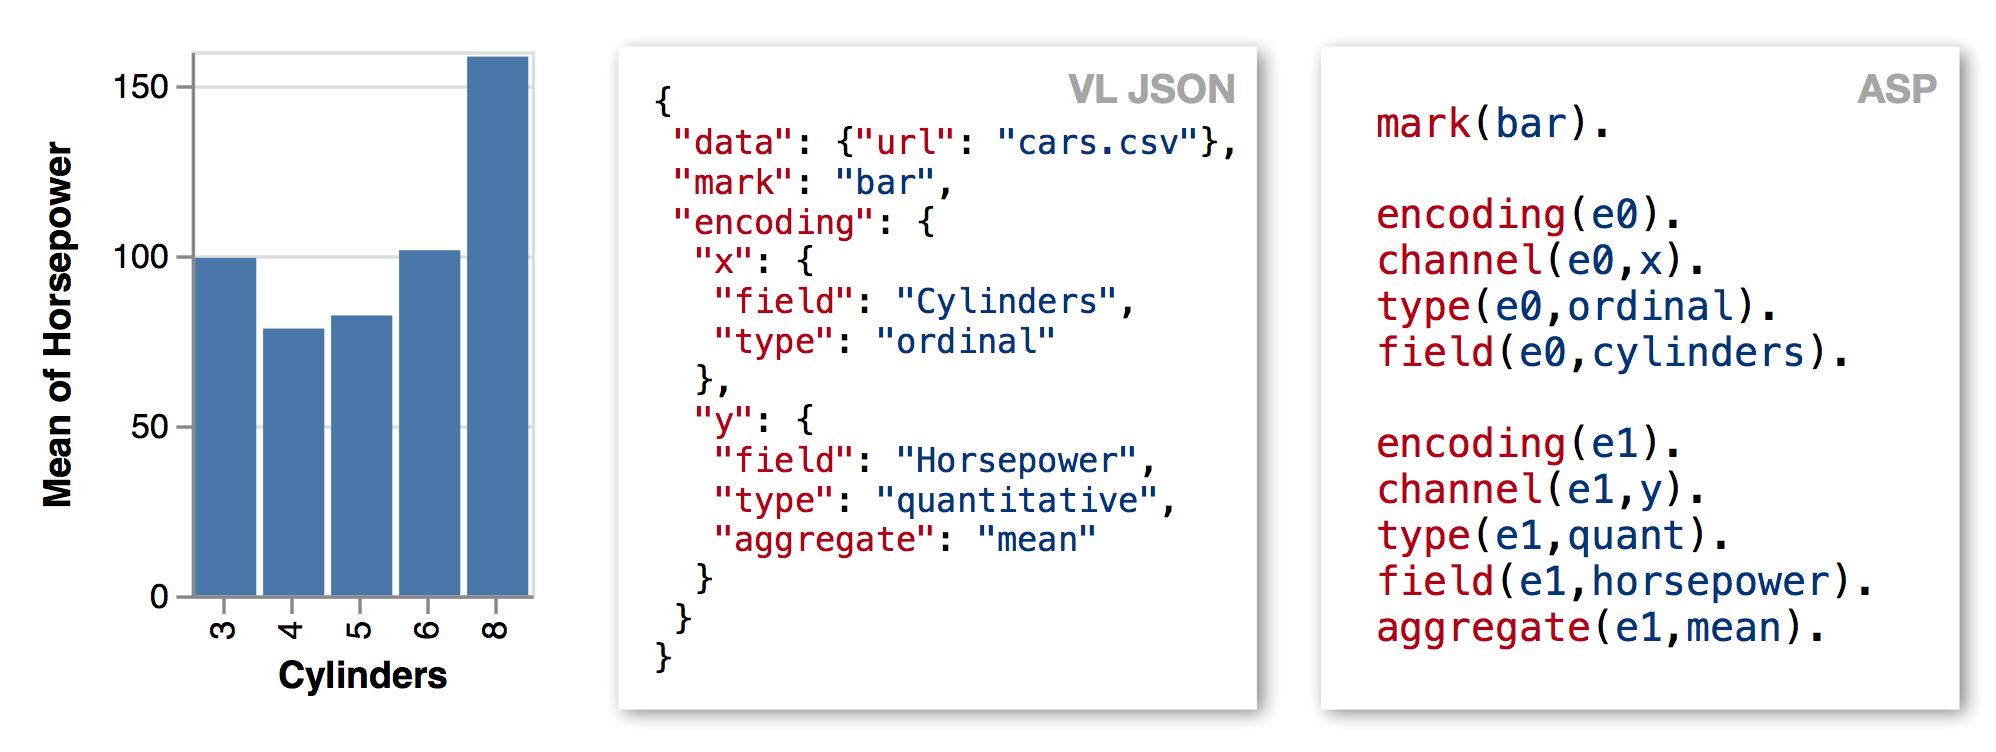 150
100
50
0
Mean of Horsepower
3 4 5 6 8
Cylinders
VL JSON
{
"data": {"url": "cars.csv"},
"mark": "bar",
"encoding": {
"x": {
"field": "Cylinders",
"type": "ordinal"
},
"y": {
"field": "Horsepower",
"type": "quantitative",
"aggregate": "mean"
}
}
}
ASP
mark(bar).
encoding(e0).
channel(e0,x).
type(e0,ordinal).
field(e0,cylinders).
encoding(e1).
channel(e1,y).
type(e1,quant).
field(e1,horsepower).
aggregate(e1,mean).